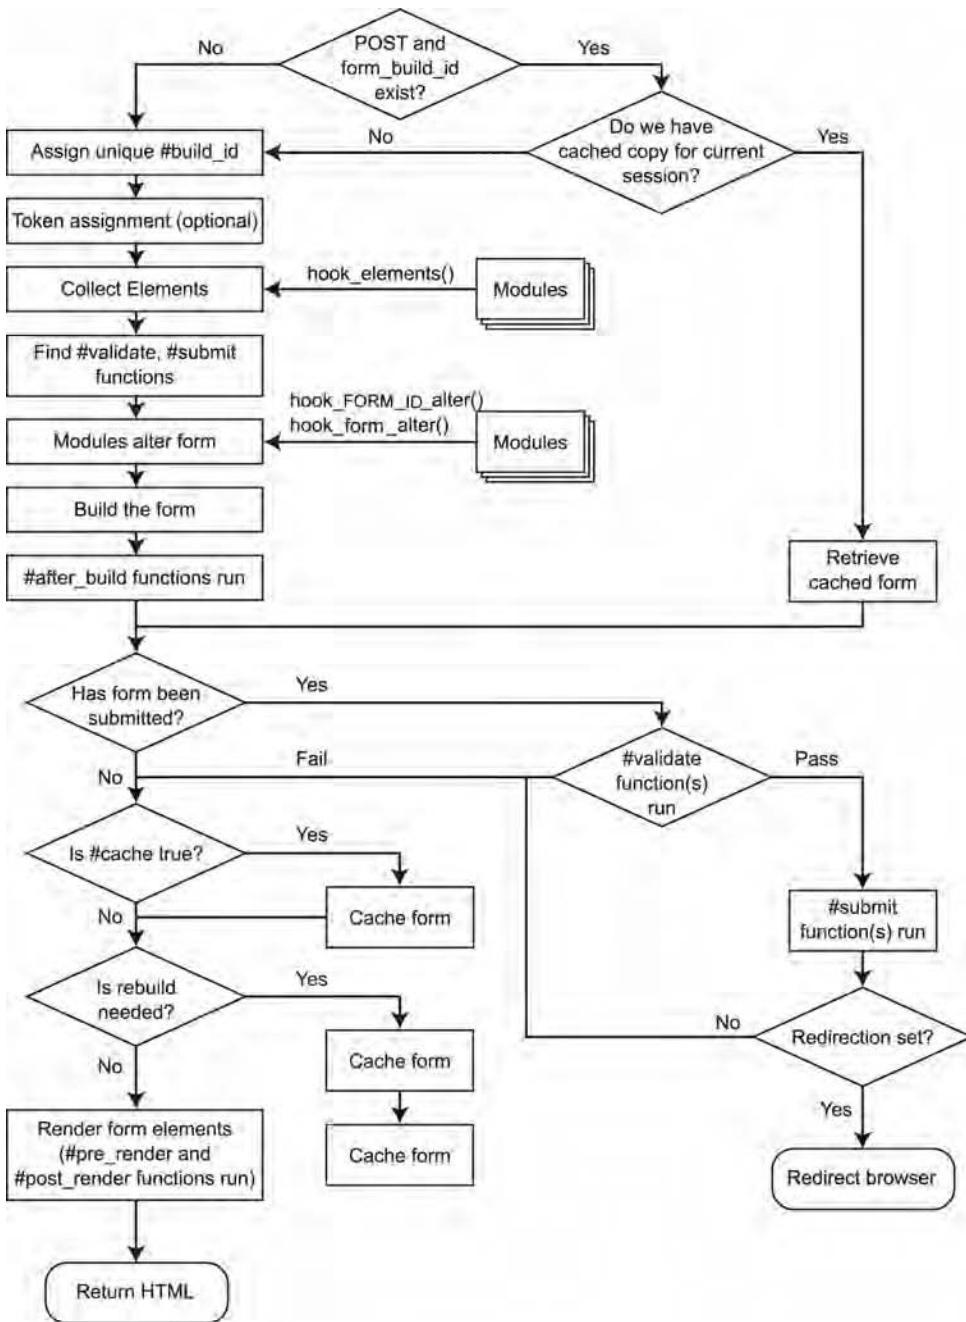 No
POST and
form_build_id
exist?
Yes
No
Do we have
cached copy for current
session?
Yes
Assign unique #build_id
Token assignment (optional)
Collect Elements
hook_elements()
Modules
Find #validate, #submit
functions
hook_FORM_ID_alter()
hook_form_alter()
Modules alter form
Modules
Build the form
#after_build functions run
Retrieve
cached form
Has form been
submitted?
Yes
No
Fail
#validate
function(s)
run
Pass
Is #cache true?
Yes
No
Cache form
#submit
function(s) run
Is rebuild
needed?
Yes
No
Cache form
No
Redirection set?
Yes
Render form elements
(#pre_render and
#post_render functions run)
Cache form
Redirect browser
Return HTML